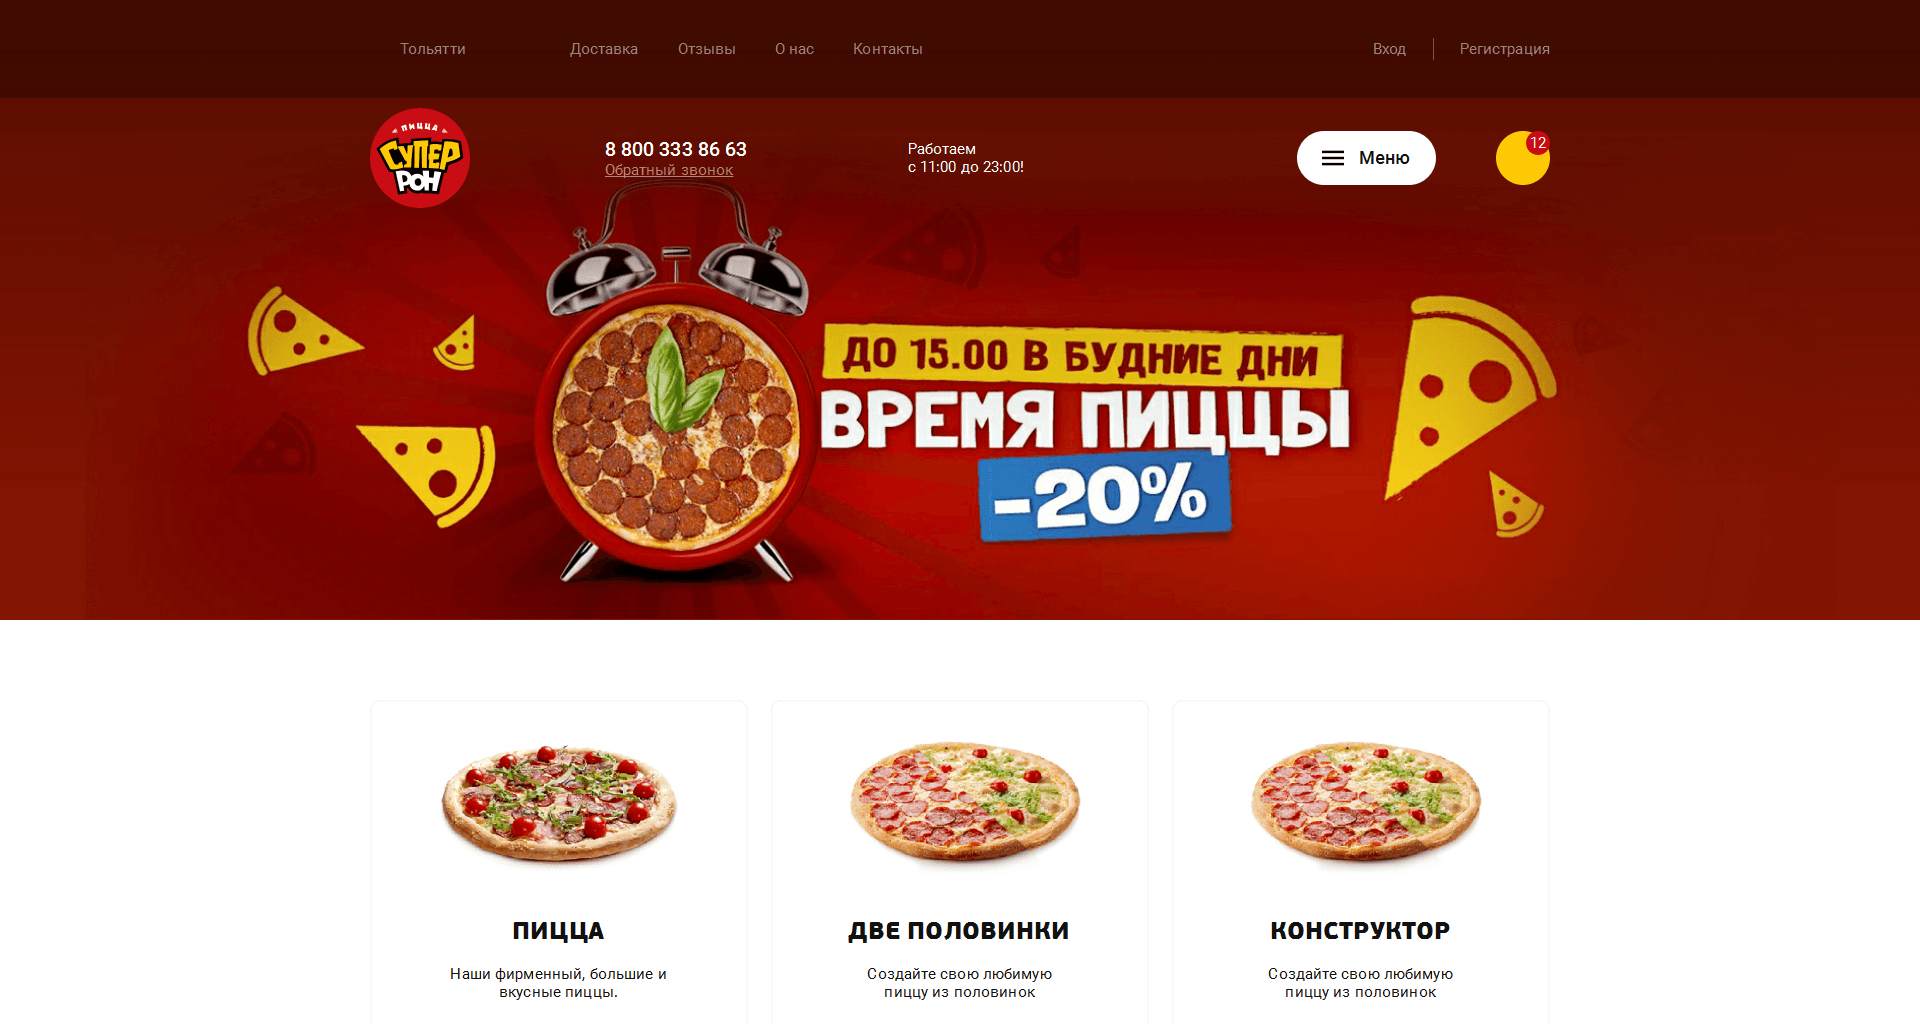 Тольятти
Доставка
Отзывы
О нас
Контакты
Вход
Регистрация
ПИЦЦА
СУПЕР
РОН
8 800 333 86 63
Обратный звонок
Работаем
с 11:00 до 23:00!
Меню
12
ДО 15.00 В БУДНИЕ ДНИ
ВРЕМЯ ПИЦЦЫ
-20%
ПИЦЦА
Наши фирменный, большие и
вкусные пиццы.
ДВЕ ПОЛОВИНКИ
Создайте свою любимую
пиццу из половинок
КОНСТРУКТОР
Создайте свою любимую
пиццу из половинок